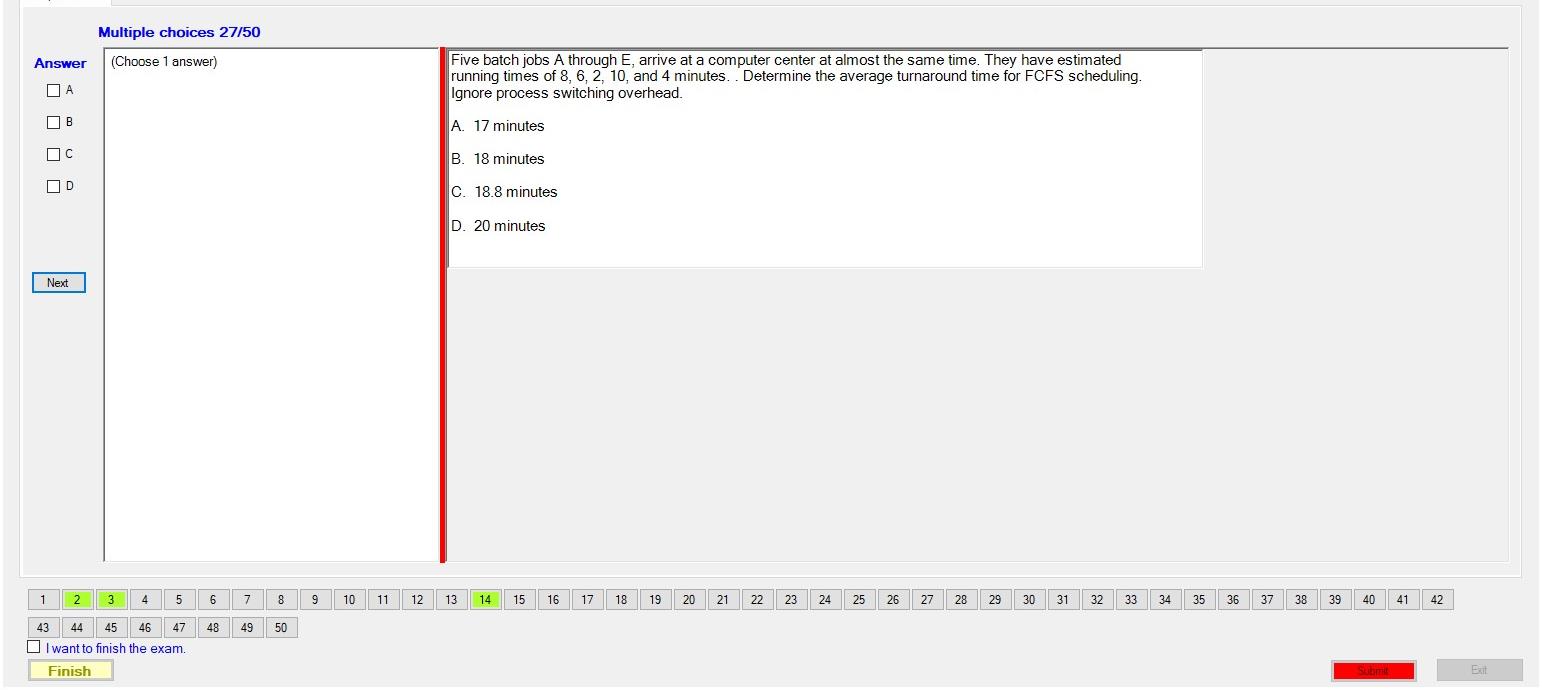 Multiple choices 27/50
Answer
(Choose 1 answer)
A
B
C
D
Next
Five batch jobs A through E, arrive at a computer center at almost the same time. They have estimated
running times of 8, 6, 2, 10, and 4 minutes. . Determine the average turnaround time for FCFS scheduling.
Ignore process switching overhead.
A. 17 minutes
B. 18 minutes
C. 18.8 minutes
D. 20 minutes
1 2 3 4 5 6 7 8 9 10 11 12 13 14 15 16 17 18 19 20 21 22 23 24 25 26 27 28 29 30 31 32 33 34 35 36 37 38 39 40 41 42
43 44 45 46 47 48 49 50
I want to finish the exam.
Finish
Submit
Exit